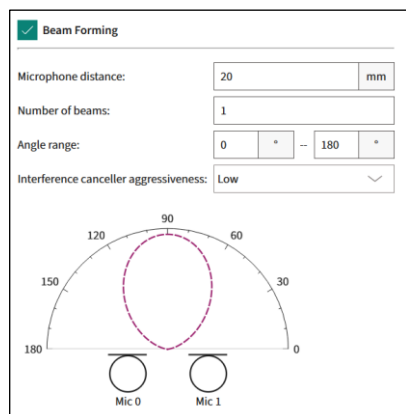 Beam Forming
Microphone distance: 20 mm
Number of beams: 1
Angle range: 0 ° -- 180 °
Interference canceller aggressiveness: Low
90
120 60
150 30
180 0
Mic 0 Mic 1